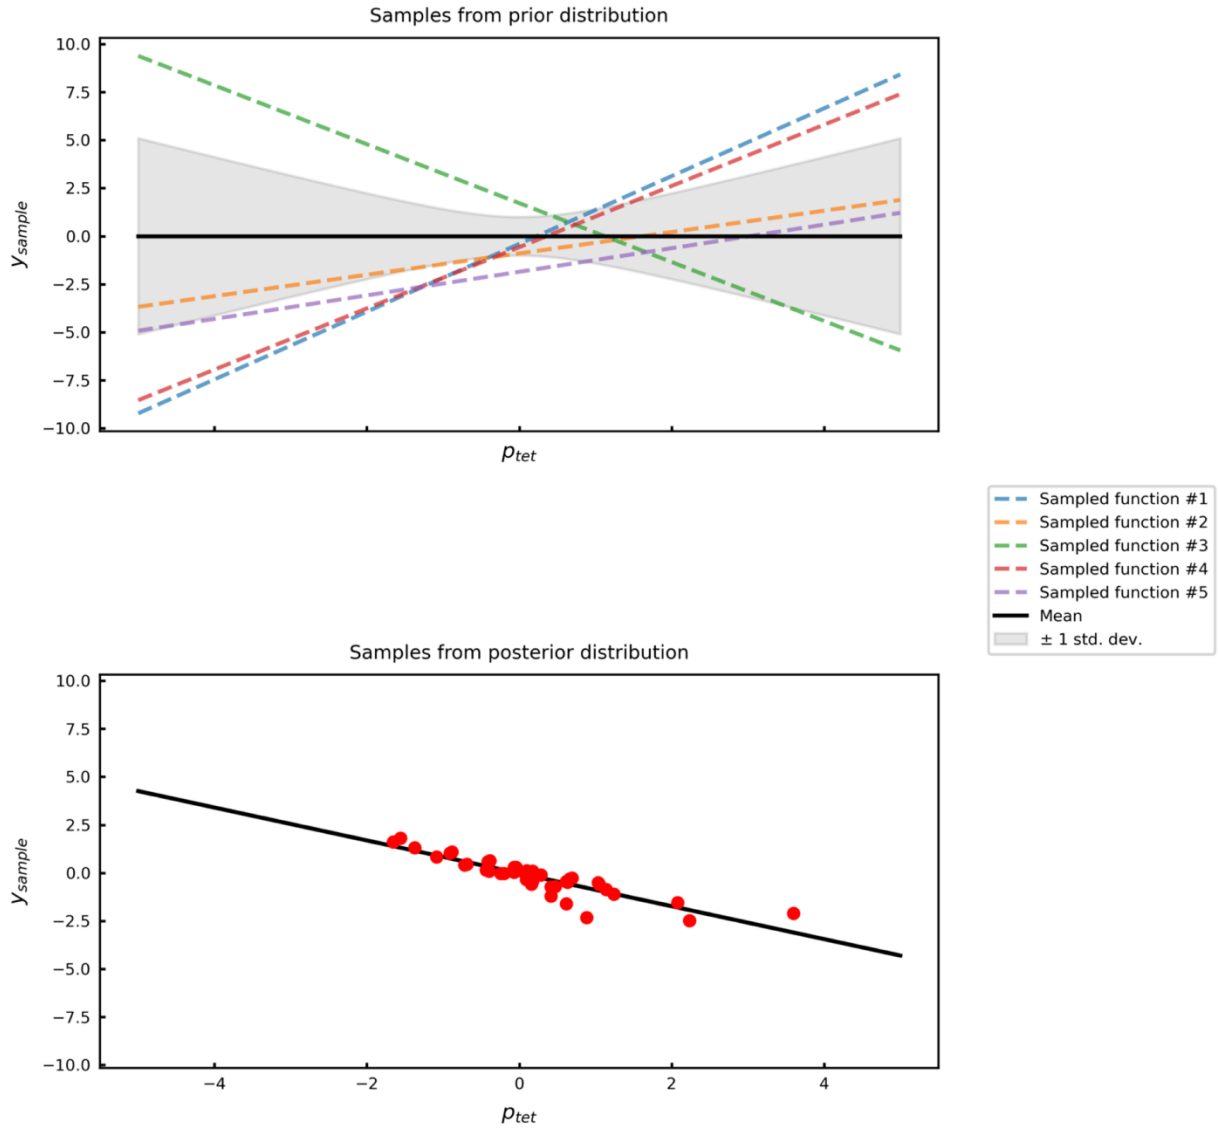 Samples from prior distribution
10.0
7.5
5.0
2.5
0.0
−2.5
−5.0
−7.5
−10.0
y_sample
p_tet
Sampled function #1
Sampled function #2
Sampled function #3
Sampled function #4
Sampled function #5
Mean
± 1 std. dev.
Samples from posterior distribution
10.0
7.5
5.0
2.5
0.0
−2.5
−5.0
−7.5
−10.0
y_sample
−4 −2 0 2 4
p_tet